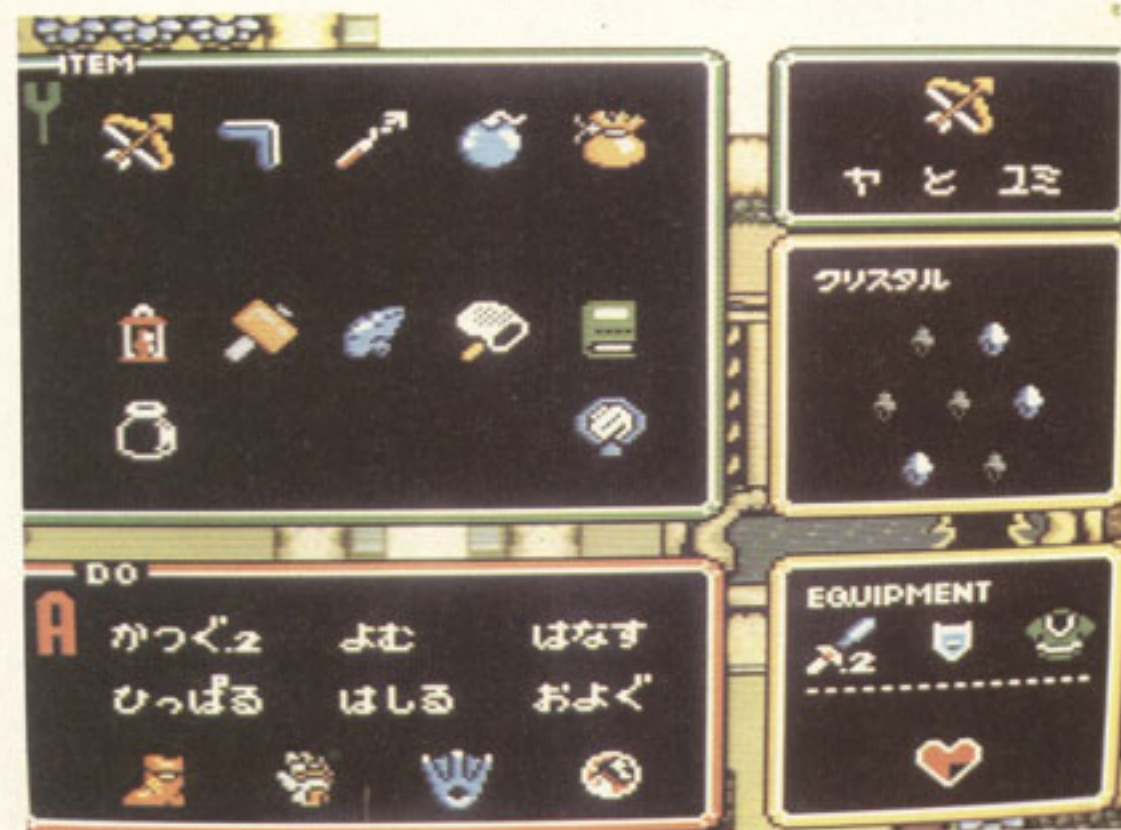 ITEM
Y
ヤ と ユミ
クリスタル
DO
A
かつぐ.2 よむ はなす
ひっぱる はしる およぐ
EQUIPMENT
.2